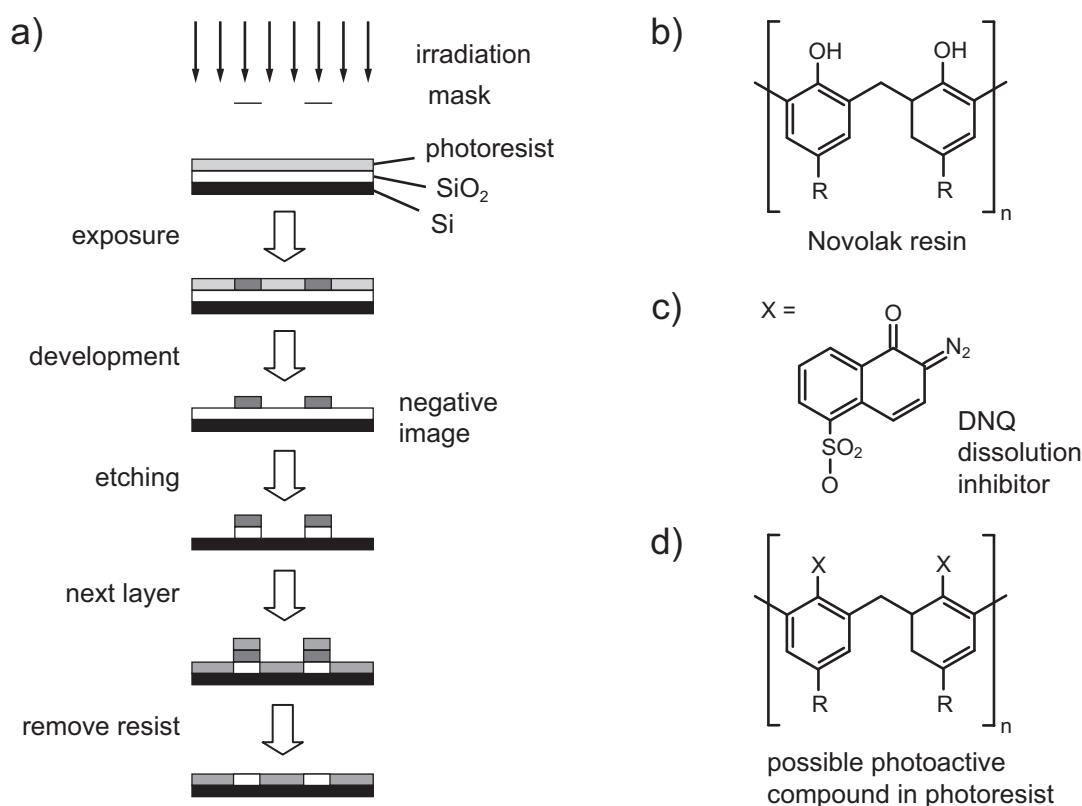 a)
irradiation
mask
photoresist
SiO₂
Si
exposure
development
negative
image
etching
next layer
remove resist
b)
OH OH
R R
n
Novolak resin
c)
X =
O
N₂
SO₂
O
DNQ
dissolution
inhibitor
d)
X X
R R
n
possible photoactive
compound in photoresist